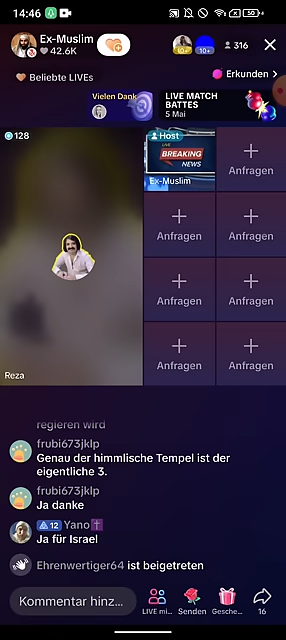 14:46
50
Ex-Muslim
42.6K
10+
316
Beliebte LIVEs
Erkunden
Vielen Dank
LIVE MATCH
BATTES
5 Mai
128
Host
LIVE
BREAKING
NEWS
Ex-Muslim
Anfragen
Anfragen
Anfragen
Anfragen
Anfragen
Anfragen
Anfragen
Reza
regieren wird
frubi673jklp
Genau der himmlische Tempel ist der
eigentliche 3.
frubi673jklp
Ja danke
12 Yano✝️
Ja für Israel
Ehrenwertiger64 ist beigetreten
Kommentar hinz...
LIVE mi...
Senden
Gesche...
16